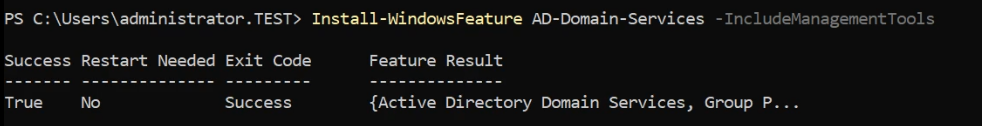 PS C:\Users\administrator.TEST> Install-WindowsFeature AD-Domain-Services -IncludeManagementTools
Success Restart Needed Exit Code      Feature Result
------- -------------- ---------      --------------
True    No             Success        {Active Directory Domain Services, Group P...